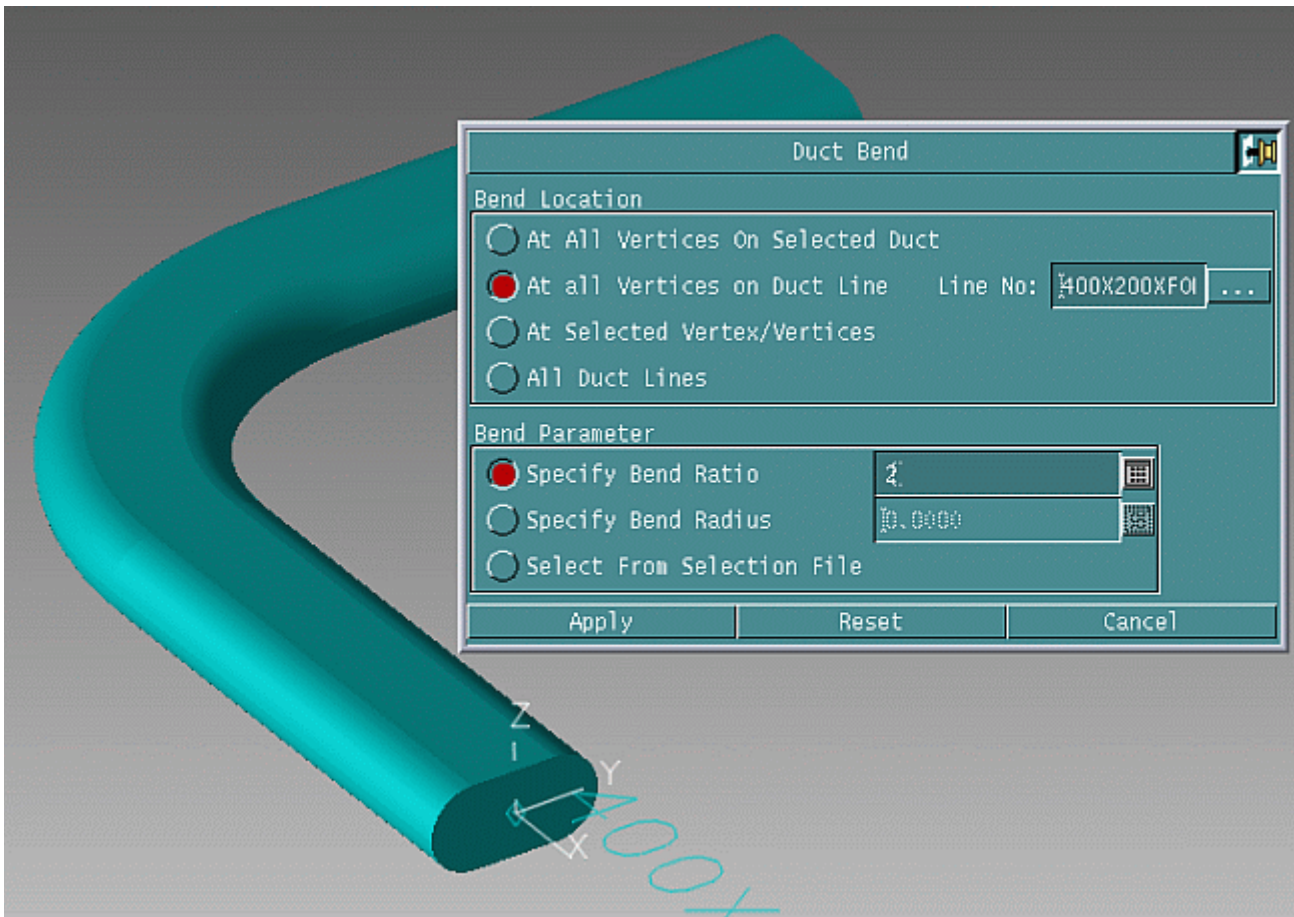 Duct Bend
Bend Location
At All Vertices On Selected Duct
At all Vertices on Duct Line Line No: 400X200XFO ...
At Selected Vertex/Vertices
All Duct Lines
Bend Parameter
Specify Bend Ratio 2
Specify Bend Radius 0.0000
Select From Selection File
Apply Reset Cancel
Z
Y
X
400X